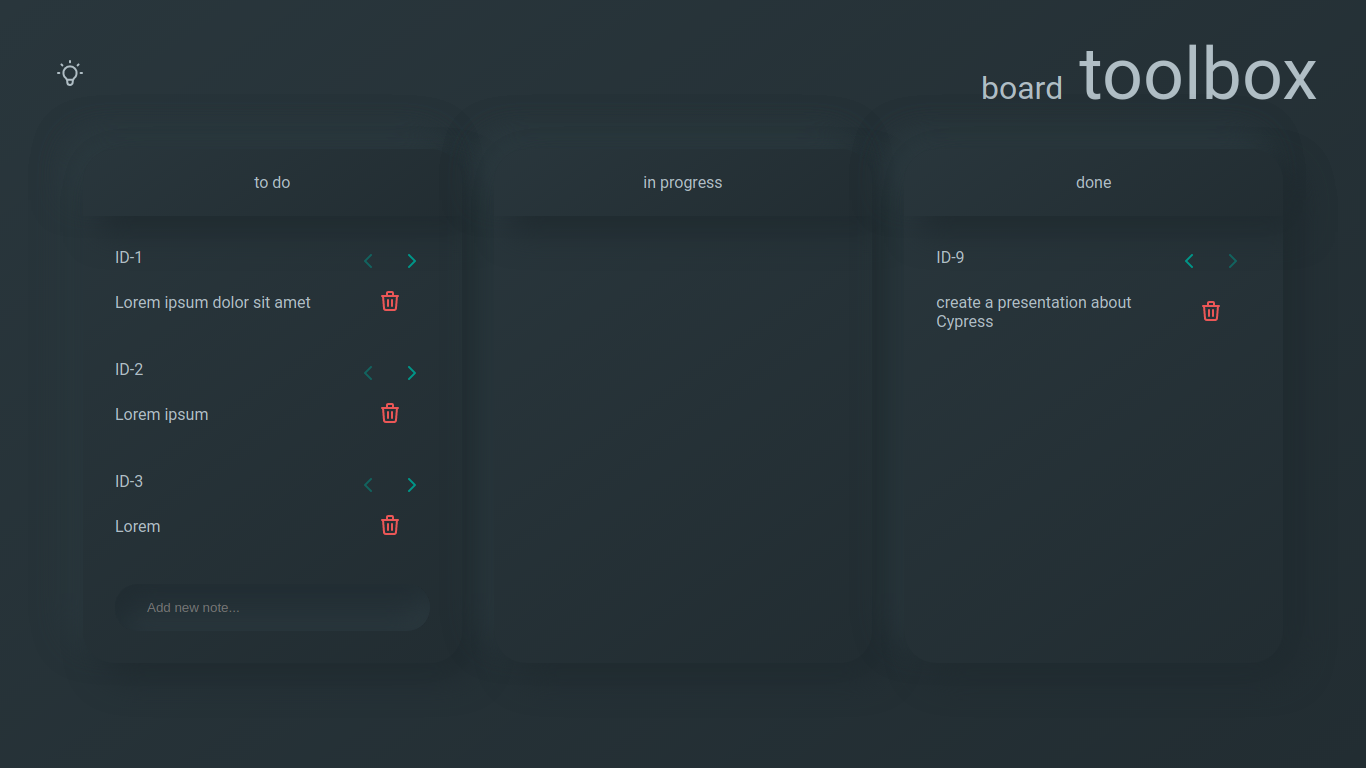 board toolbox
to do
in progress
done
ID-1
Lorem ipsum dolor sit amet
ID-2
Lorem ipsum
ID-3
Lorem
Add new note...
ID-9
create a presentation about
Cypress